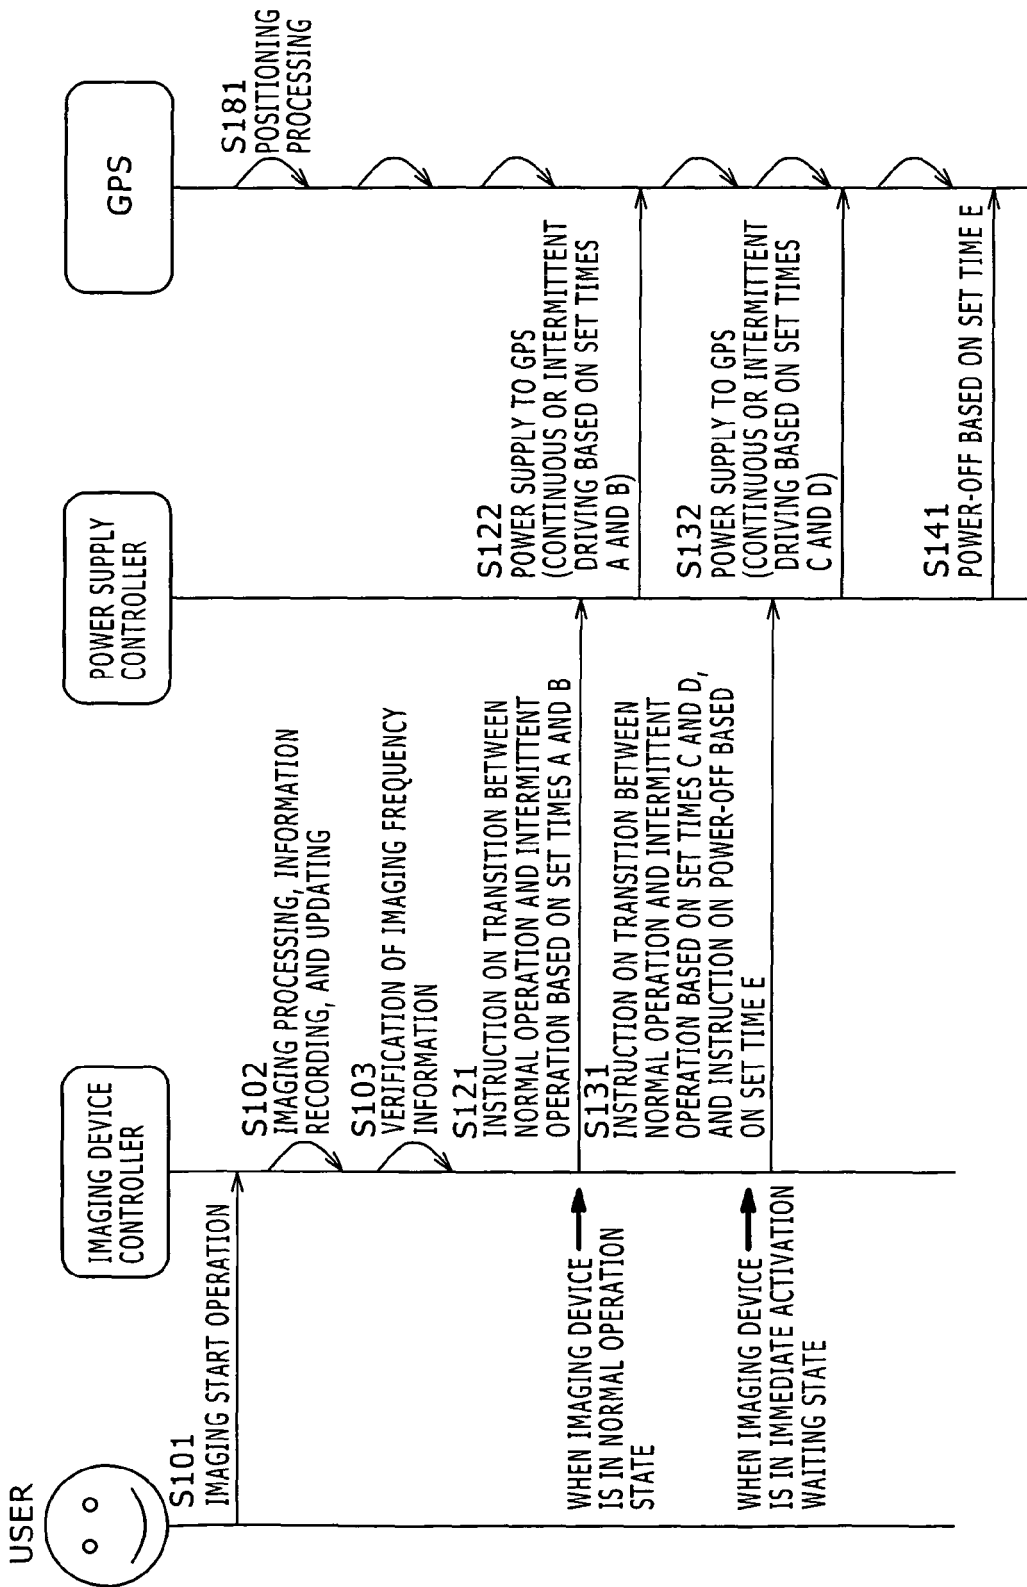 USER
IMAGING DEVICE
CONTROLLER
POWER SUPPLY
CONTROLLER
GPS
S101
IMAGING START OPERATION
S102
IMAGING PROCESSING, INFORMATION
RECORDING, AND UPDATING
S103
VERIFICATION OF IMAGING FREQUENCY
INFORMATION
S181
POSITIONING
PROCESSING
WHEN IMAGING DEVICE
IS IN NORMAL OPERATION
STATE
S121
INSTRUCTION ON TRANSITION BETWEEN
NORMAL OPERATION AND INTERMITTENT
OPERATION BASED ON SET TIMES A AND B
S122
POWER SUPPLY TO GPS
(CONTINUOUS OR INTERMITTENT
DRIVING BASED ON SET TIMES
A AND B)
WHEN IMAGING DEVICE
IS IN IMMEDIATE ACTIVATION
WAITING STATE
S131
INSTRUCTION ON TRANSITION BETWEEN
NORMAL OPERATION AND INTERMITTENT
OPERATION BASED ON SET TIMES C AND D,
AND INSTRUCTION ON POWER-OFF BASED
ON SET TIME E
S132
POWER SUPPLY TO GPS
(CONTINUOUS OR INTERMITTENT
DRIVING BASED ON SET TIMES
C AND D)
S141
POWER-OFF BASED ON SET TIME E